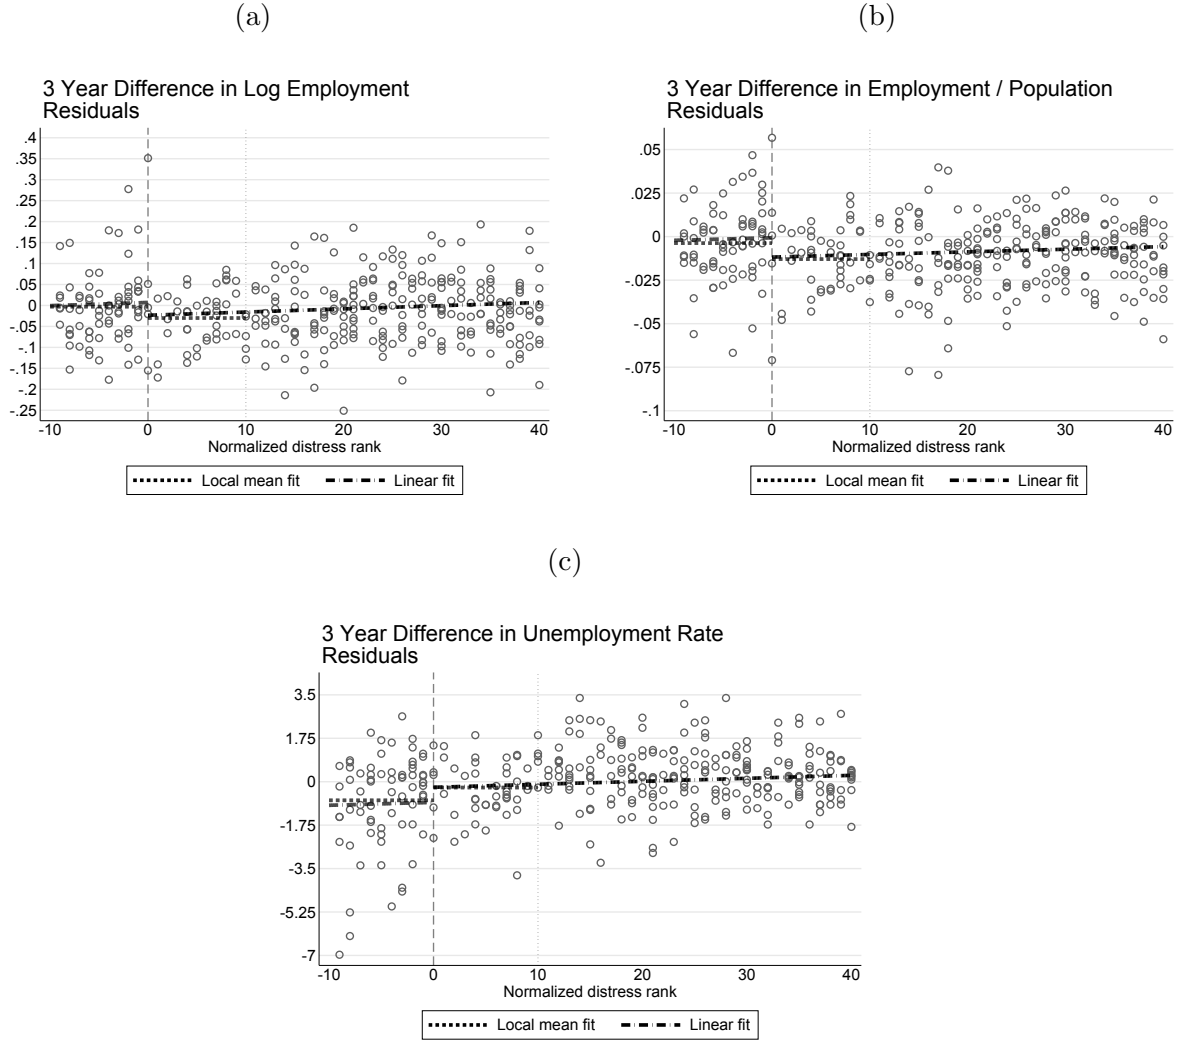 (a)
3 Year Difference in Log Employment
Residuals
.4
.35
.3
.25
.2
.15
.1
.05
0
-.05
-.1
-.15
-.2
-.25
-10 0 10 20 30 40
Normalized distress rank
Local mean fit Linear fit
(b)
3 Year Difference in Employment / Population
Residuals
.05
.025
0
-.025
-.05
-.075
-.1
-10 0 10 20 30 40
Normalized distress rank
Local mean fit Linear fit
(c)
3 Year Difference in Unemployment Rate
Residuals
3.5
1.75
0
-1.75
-3.5
-5.25
-7
-10 0 10 20 30 40
Normalized distress rank
Local mean fit Linear fit